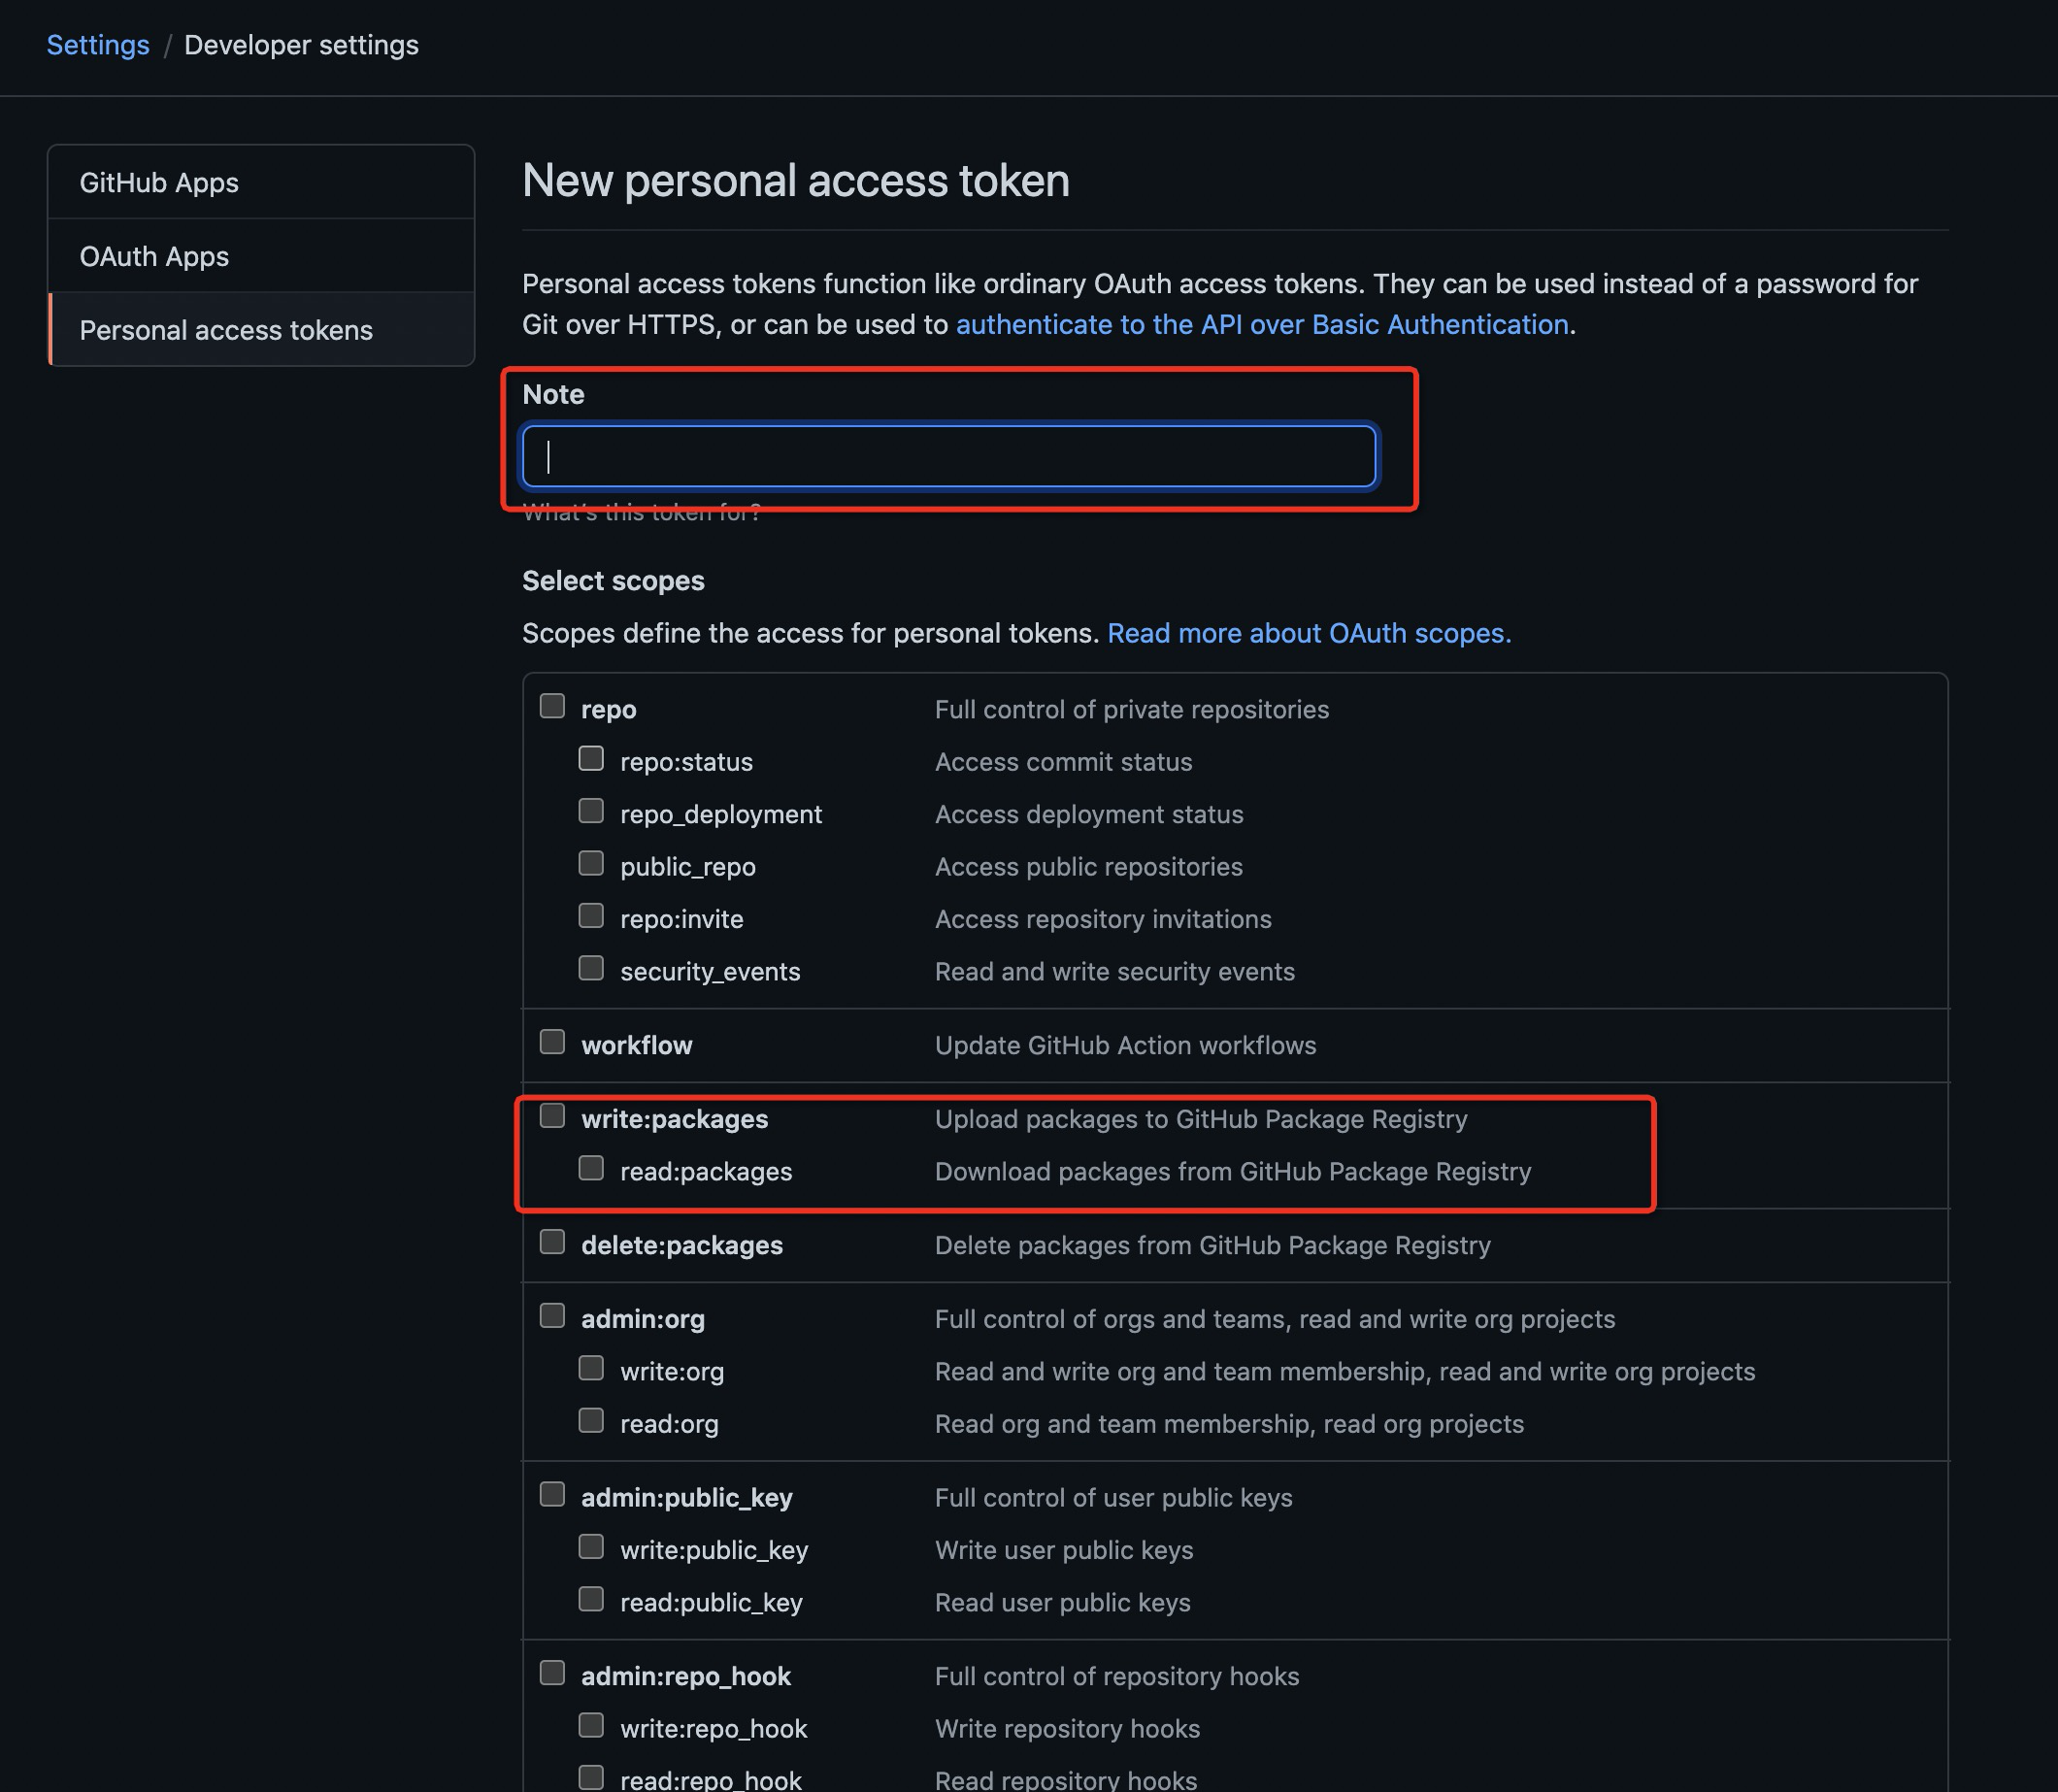 Settings / Developer settings
GitHub Apps
OAuth Apps
Personal access tokens
New personal access token
Personal access tokens function like ordinary OAuth access tokens. They can be used instead of a password for
Git over HTTPS, or can be used to authenticate to the API over Basic Authentication.
Note
What's this token for?
Select scopes
Scopes define the access for personal tokens. Read more about OAuth scopes.
repo Full control of private repositories
repo:status Access commit status
repo_deployment Access deployment status
public_repo Access public repositories
repo:invite Access repository invitations
security_events Read and write security events
workflow Update GitHub Action workflows
write:packages Upload packages to GitHub Package Registry
read:packages Download packages from GitHub Package Registry
delete:packages Delete packages from GitHub Package Registry
admin:org Full control of orgs and teams, read and write org projects
write:org Read and write org and team membership, read and write org projects
read:org Read org and team membership, read org projects
admin:public_key Full control of user public keys
write:public_key Write user public keys
read:public_key Read user public keys
admin:repo_hook Full control of repository hooks
write:repo_hook Write repository hooks
read:repo_hook Read repository hooks